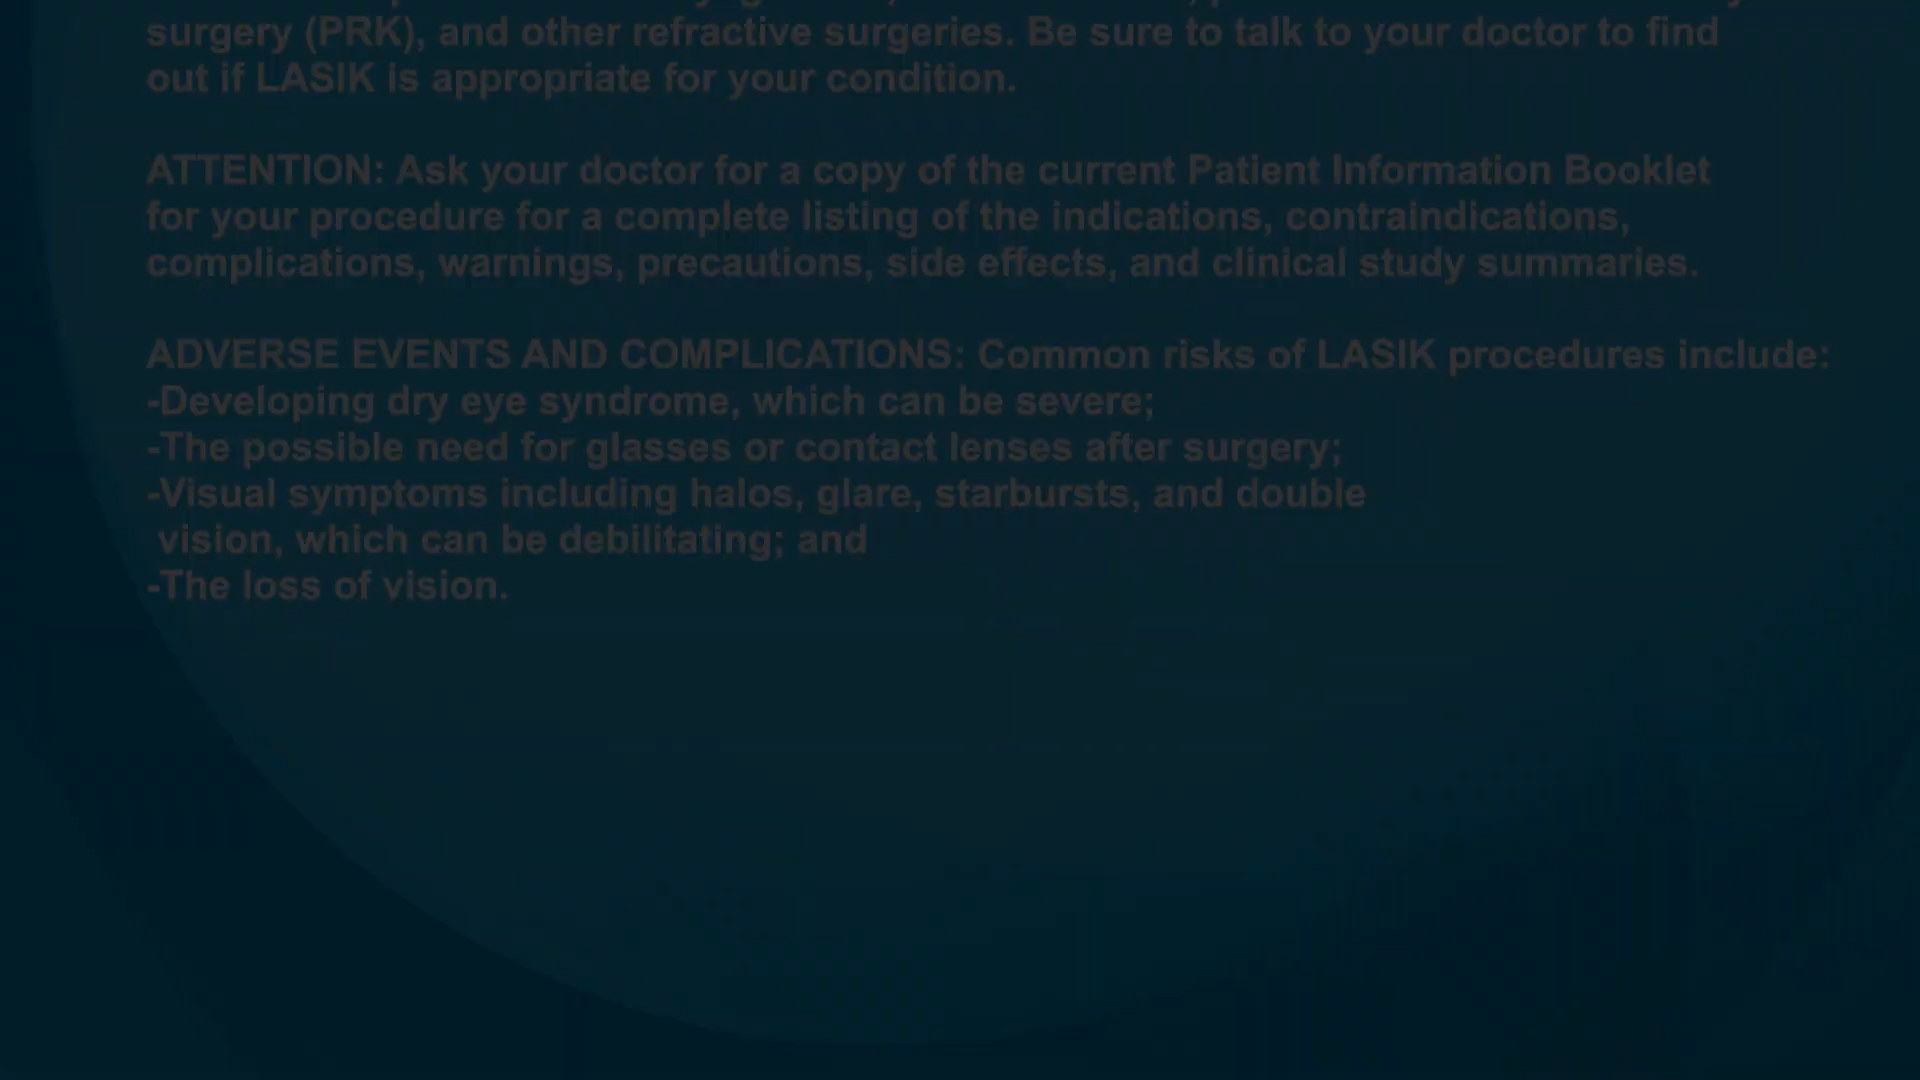 surgery (PRK), and other refractive surgeries. Be sure to talk to your doctor to find
out if LASIK is appropriate for your condition.
ATTENTION: Ask your doctor for a copy of the current Patient Information Booklet
for your procedure for a complete listing of the indications, contraindications,
complications, warnings, precautions, side effects, and clinical study summaries.
ADVERSE EVENTS AND COMPLICATIONS: Common risks of LASIK procedures include:
-Developing dry eye syndrome, which can be severe;
-The possible need for glasses or contact lenses after surgery;
-Visual symptoms including halos, glare, starbursts, and double
vision, which can be debilitating; and
-The loss of vision.